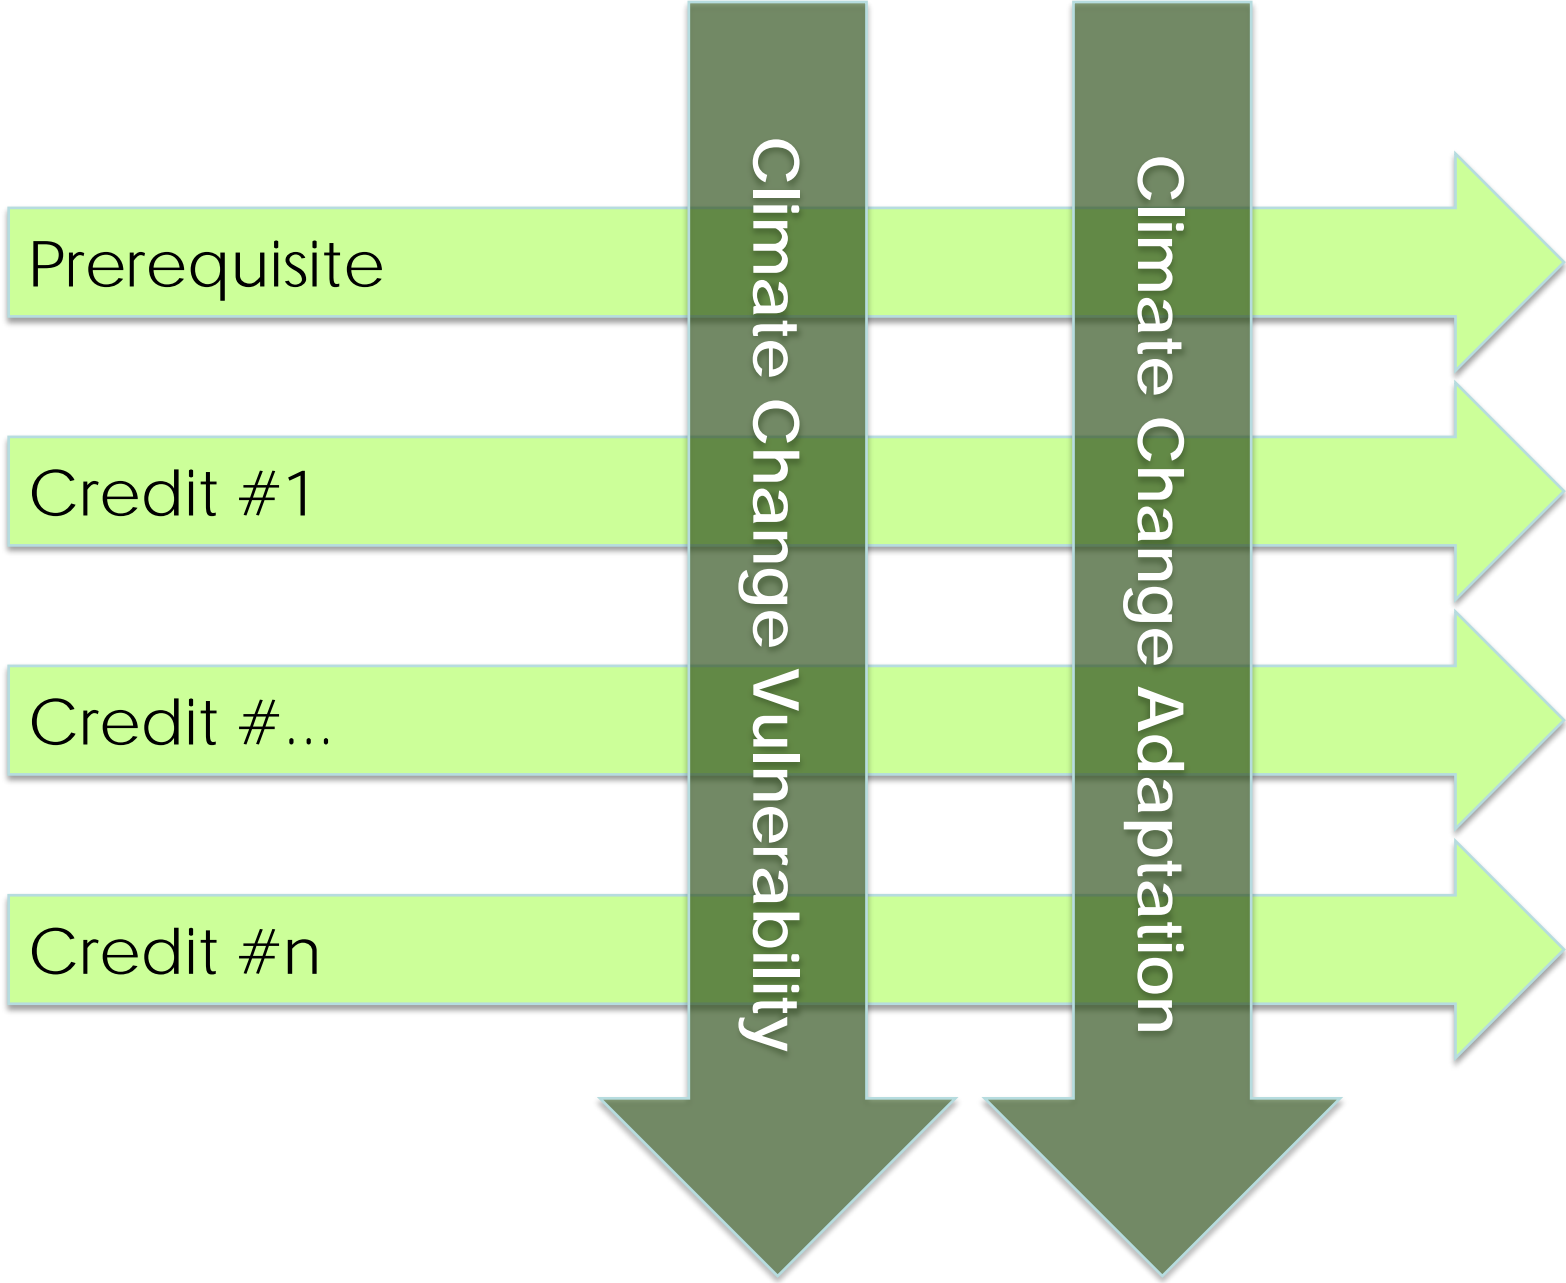 Prerequisite
Credit #1
Credit #...
Credit #n
Climate Change Vulnerability
Climate Change Adaptation